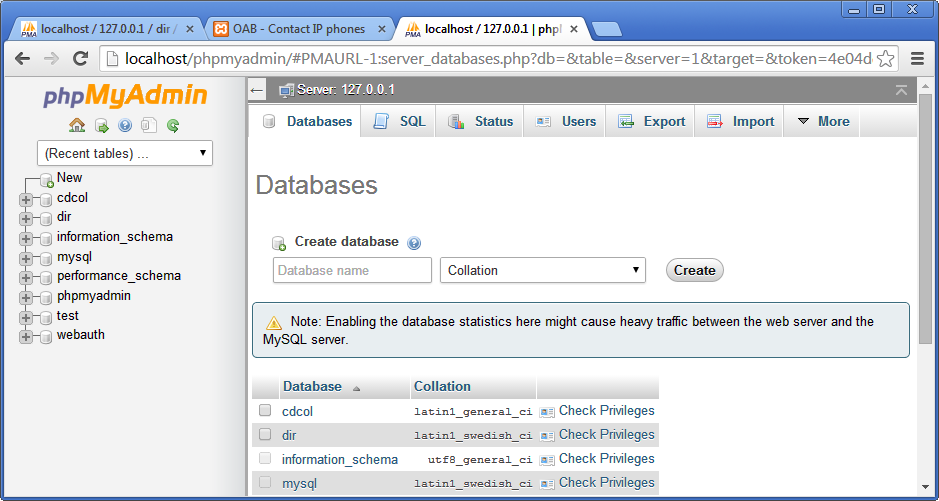 localhost / 127.0.0.1 / dir /
OAB - Contact IP phones
localhost / 127.0.0.1 | phpl
localhost/phpmyadmin/#PMAURL-1:server_databases.php?db=&table=&server=1&target=&token=4e04d
phpMyAdmin
(Recent tables) ...
New
cdcol
dir
information_schema
mysql
performance_schema
phpmyadmin
test
webauth
Server: 127.0.0.1
Databases SQL Status Users Export Import More
Databases
Create database
Database name Collation Create
Note: Enabling the database statistics here might cause heavy traffic between the web server and the
MySQL server.
Database Collation
cdcol latin1_general_ci Check Privileges
dir latin1_swedish_ci Check Privileges
information_schema utf8_general_ci Check Privileges
mysql latin1_swedish_ci Check Privileges